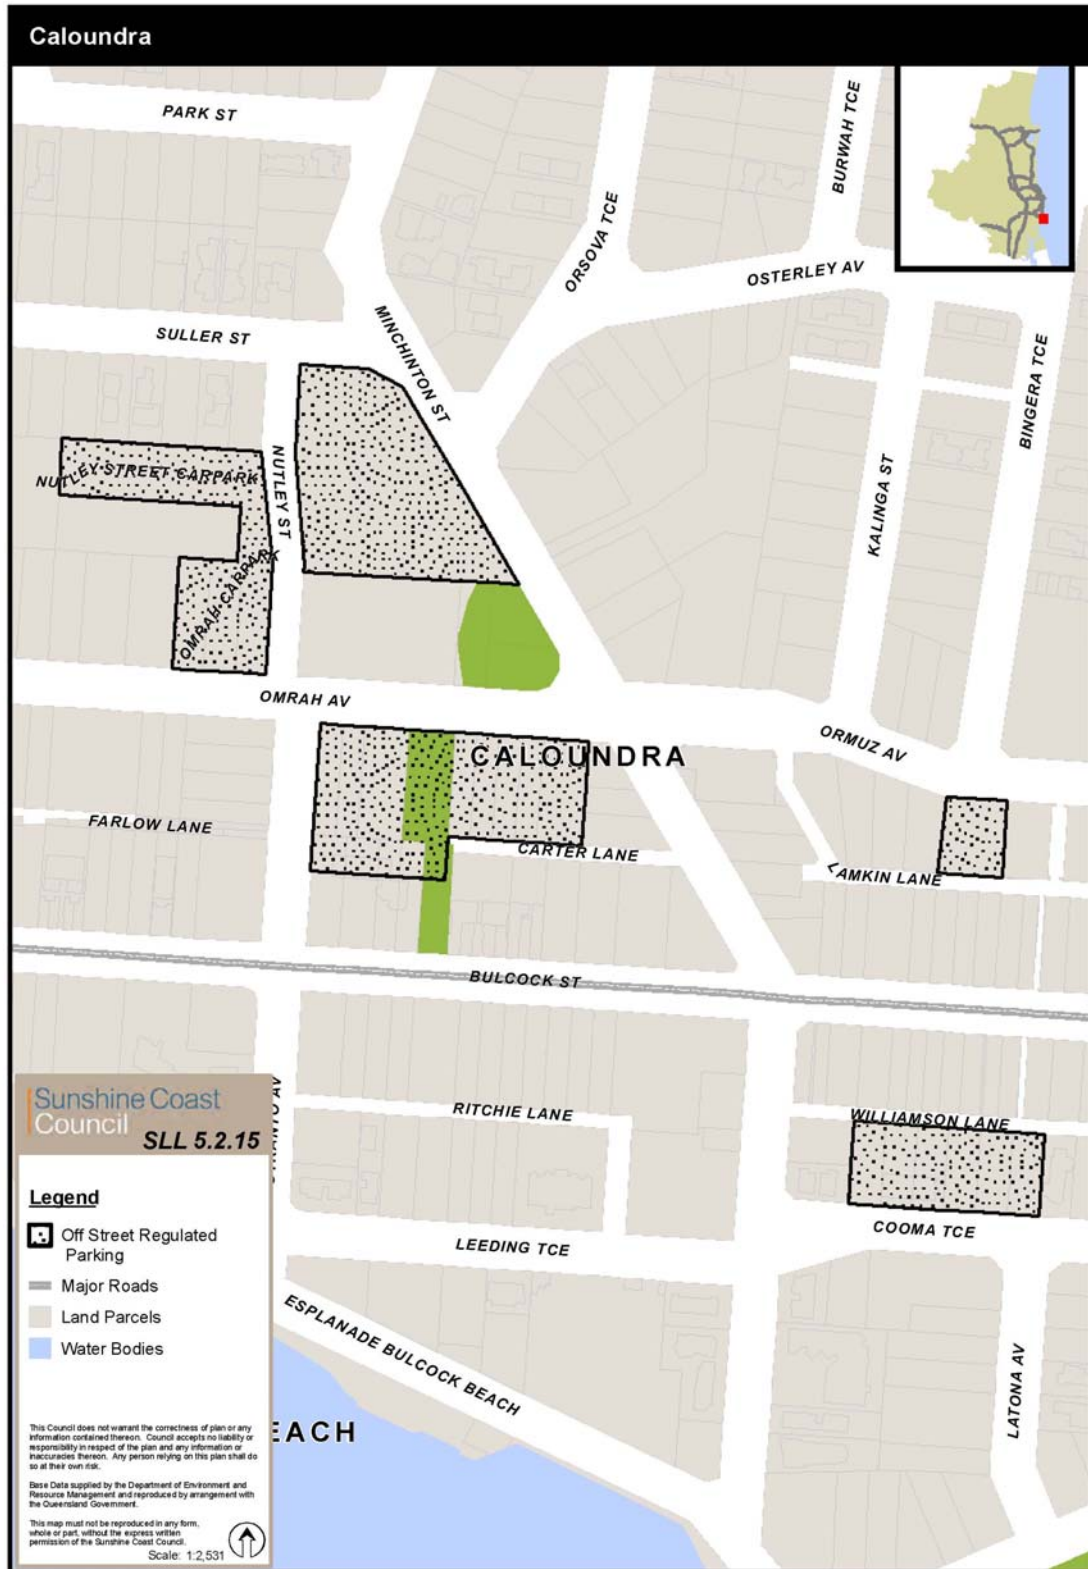 Caloundra
PARK ST
BURWAH TCE
ORSOVA TCE
OSTERLEY AV
SULLER ST
MINCHINTON ST
BINGERA TCE
NUTLEY STREET CARPARK
NUTLEY ST
KALINGA ST
OMRAH CARPARK
OMRAH AV
ORMUZ AV
CALOUNDRA
FARLOW LANE
CARTER LANE
LAMKIN LANE
BULCOCK ST
RITCHIE LANE
WILLIAMSON LANE
COOMA TCE
LEEDING TCE
ESPLANADE BULCOCK BEACH
LATONA AV
EACH
Sunshine Coast
Council
SLL 5.2.15
Legend
Off Street Regulated
Parking
Major Roads
Land Parcels
Water Bodies
This Council does not warrant the correctness of plan or any
information contained thereon. Council accepts no liability or
responsibility in respect of the plan and any information or
inaccuracies thereon. Any person relying on this plan shall do
so at their own risk.
Base Data supplied by the Department of Environment and
Resource Management and reproduced by arrangement with
the Queensland Government.
This map must not be reproduced in any form,
whole or part, without the express written
permission of the Sunshine Coast Council.
Scale: 1:2,531